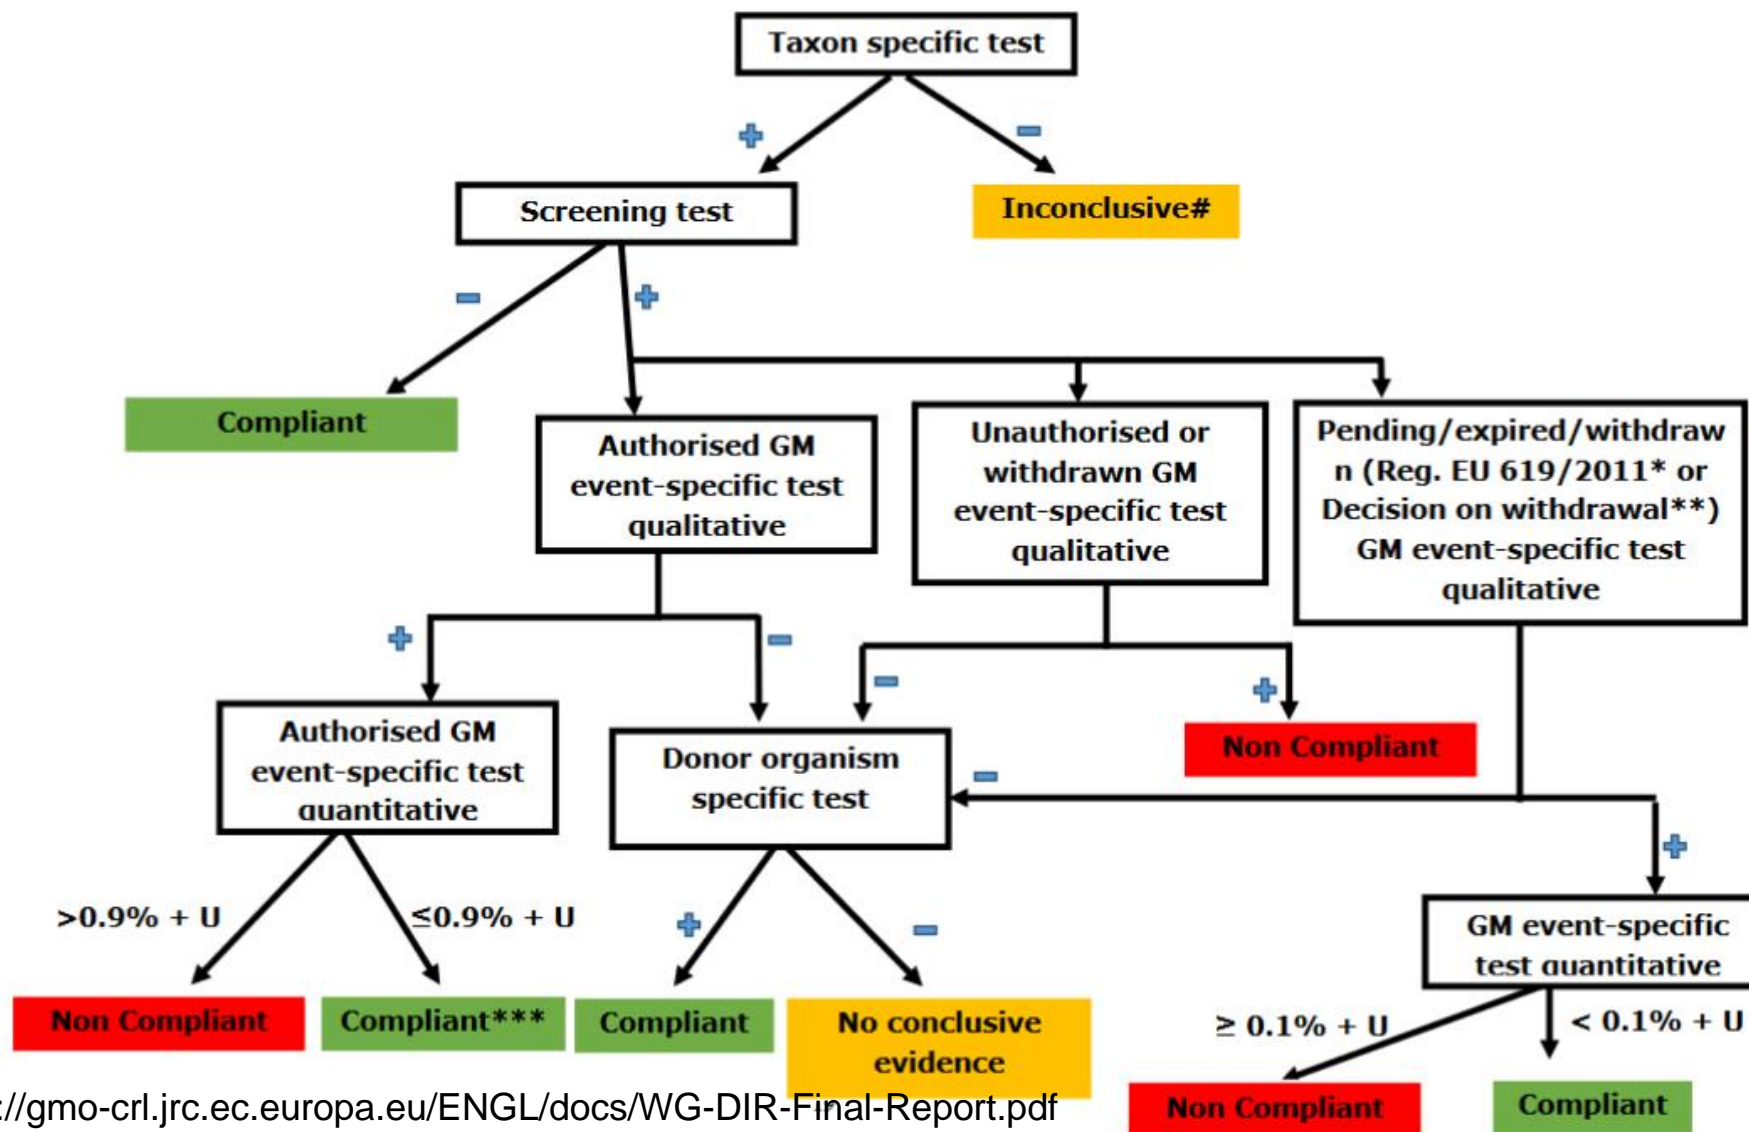 Taxon specific test
Screening test
Inconclusive#
Compliant
Authorised GM
event-specific test
qualitative
Unauthorised or
withdrawn GM
event-specific test
qualitative
Pending/expired/withdraw
n (Reg. EU 619/2011* or
Decision on withdrawal**)
GM event-specific test
qualitative
Authorised GM
event-specific test
quantitative
Donor organism
specific test
Non Compliant
>0.9% + U
≤0.9% + U
GM event-specific
test quantitative
Non Compliant
Compliant***
Compliant
No conclusive
evidence
≥ 0.1% + U
< 0.1% + U
Non Compliant
Compliant
://gmo-crl.jrc.ec.europa.eu/ENGL/docs/WG-DIR-Final-Report.pdf